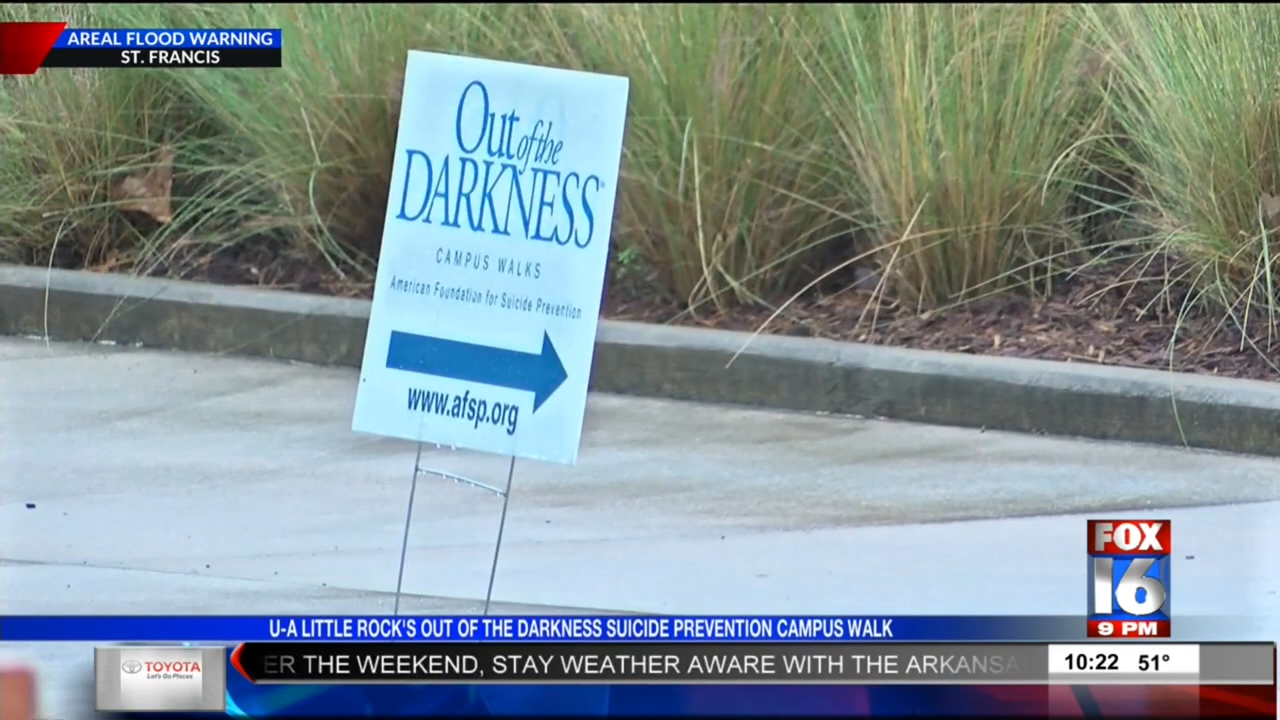 AREAL FLOOD WARNING
ST. FRANCIS
Out of the
DARKNESS
CAMPUS WALKS
American Foundation for Suicide Prevention
www.afsp.org
FOX
16
9 PM
U-A LITTLE ROCK'S OUT OF THE DARKNESS SUICIDE PREVENTION CAMPUS WALK
TOYOTA
Let's Go Places
ER THE WEEKEND, STAY WEATHER AWARE WITH THE ARKANSA
10:22 51°